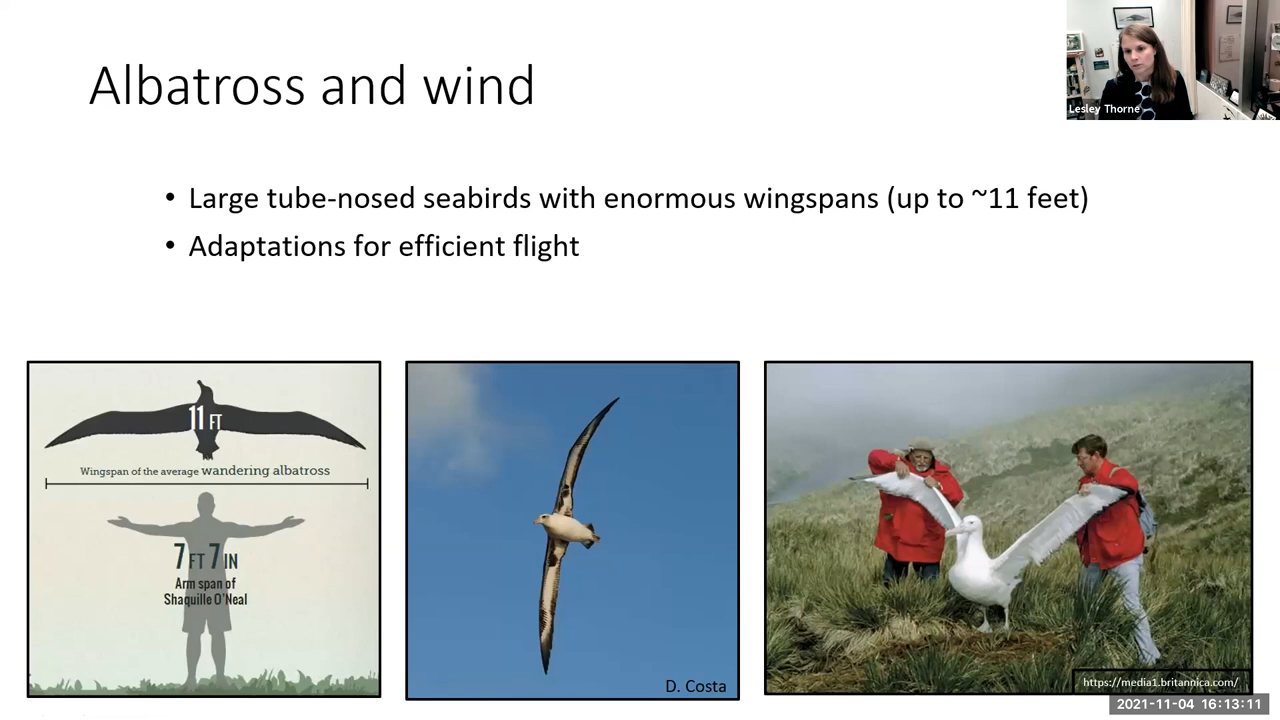 Albatross and wind
Lesley Thorne
• Large tube-nosed seabirds with enormous wingspans (up to ~11 feet)
• Adaptations for efficient flight
11 FT
Wingspan of the average wandering albatross
7 FT 7 IN
Arm span of
Shaquille O'Neal
D. Costa
https://media1.britannica.com/
2021-11-04 16:13:11